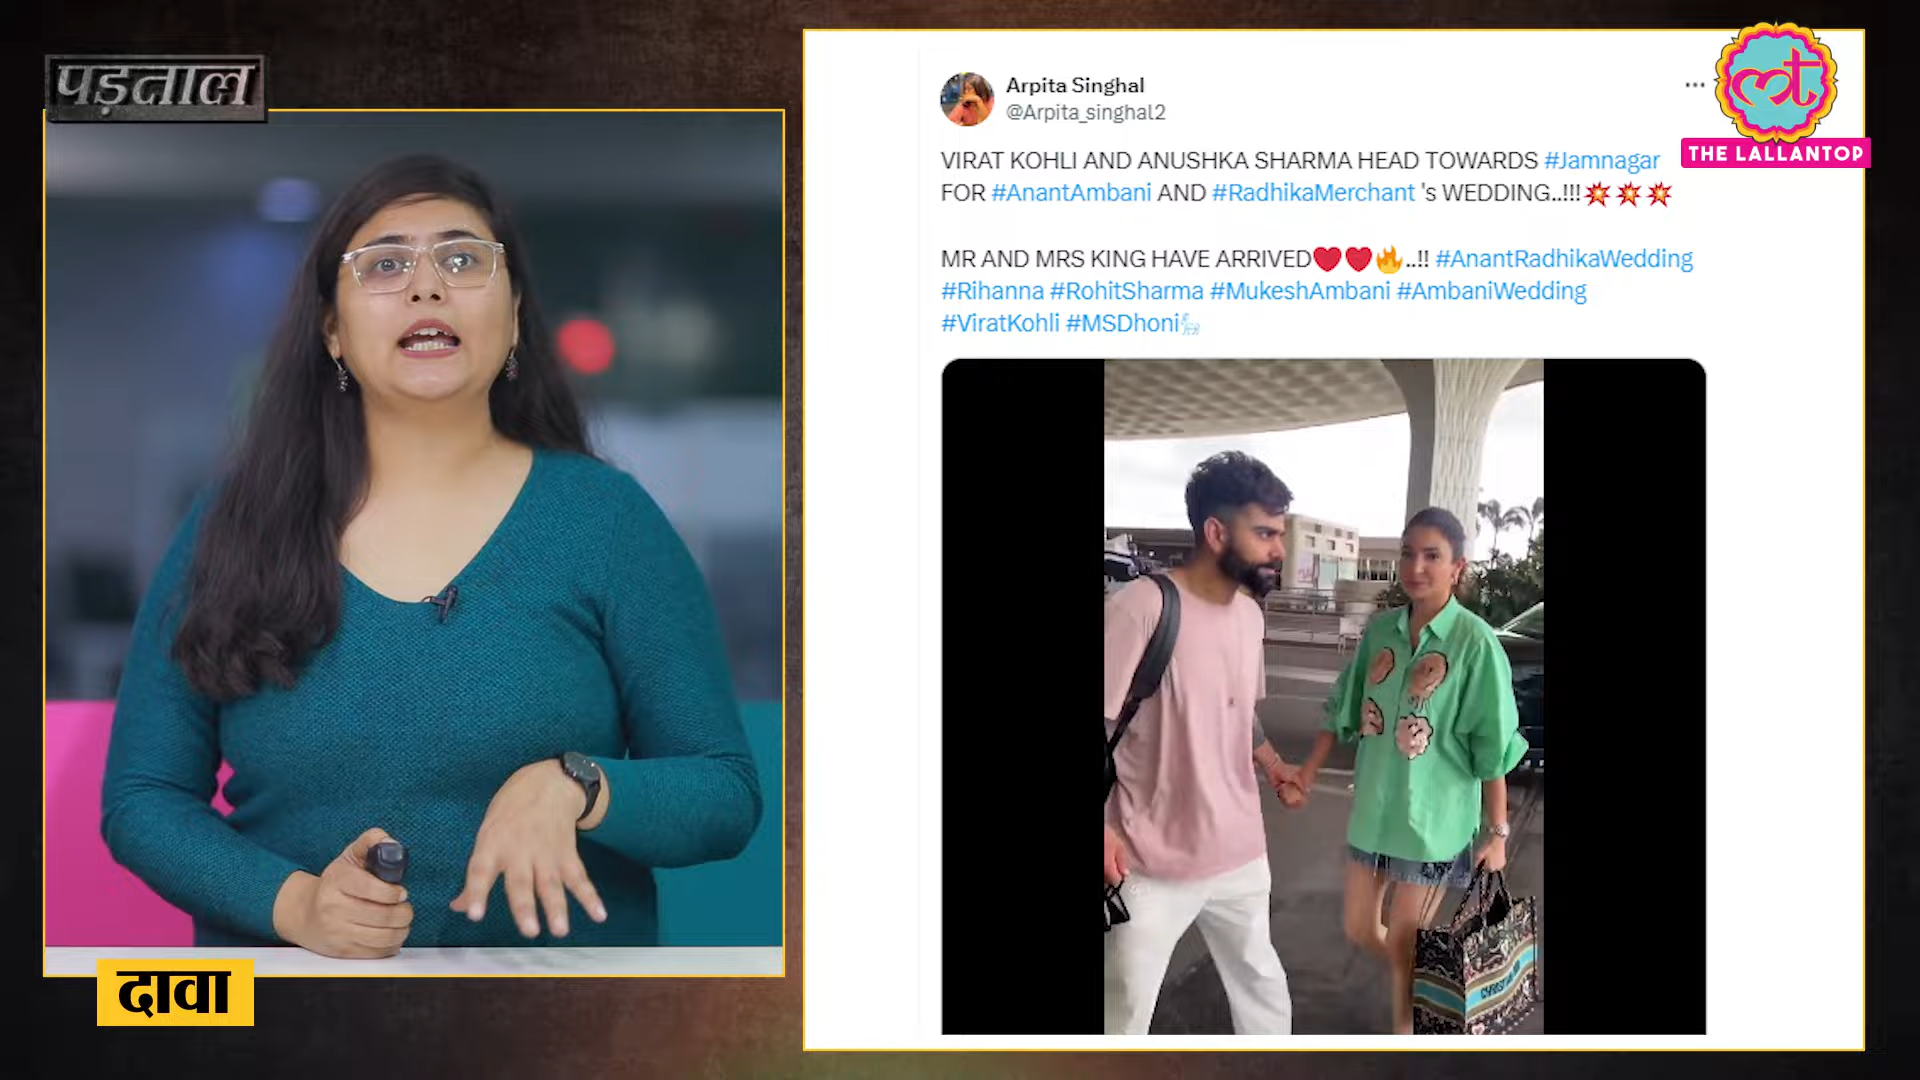 पड़ताल
Arpita Singhal
@Arpita_singhal2
THE LALLANTOP
VIRAT KOHLI AND ANUSHKA SHARMA HEAD TOWARDS #Jamnagar
FOR #AnantAmbani AND #RadhikaMerchant 's WEDDING..!!!💥💥💥
MR AND MRS KING HAVE ARRIVED❤️❤️🔥..!! #AnantRadhikaWedding
#Rihanna #RohitSharma #MukeshAmbani #AmbaniWedding
#ViratKohli #MSDhoni
CHRIST
दावा